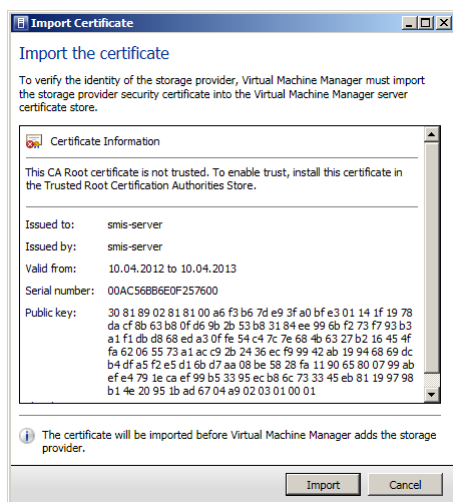 Import Certificate
Import the certificate
To verify the identity of the storage provider, Virtual Machine Manager must import
the storage provider security certificate into the Virtual Machine Manager server
certificate store.
Certificate Information
This CA Root certificate is not trusted. To enable trust, install this certificate in
the Trusted Root Certification Authorities Store.
Issued to: smis-server
Issued by: smis-server
Valid from: 10.04.2012 to 10.04.2013
Serial number: 00AC56BB6E0F257600
Public key: 30 81 89 02 81 81 00 a6 f3 b6 7d e9 3f a0 bf e3 01 14 1f 19 78
da cf 8b 63 b8 0f d6 9b 2b 53 b8 31 84 ee 99 6b f2 73 f7 93 b3
a1 f1 db d8 68 ed a3 0f fe 54 c4 7c 7e 68 4b 63 27 b2 16 45 4f
fa 62 06 55 73 a1 ac c9 2b 24 36 ec f9 99 42 ab 19 94 68 69 dc
b4 df a5 f2 e5 d1 6b d7 aa 08 be 58 28 fa 11 90 65 80 07 99 ab
ef e4 79 1e ca ef 99 b5 33 95 ec b8 6c 73 33 45 eb 81 19 97 98
b1 4e 20 95 1b ad 67 04 a9 02 03 01 00 01
The certificate will be imported before Virtual Machine Manager adds the storage
provider.
Import Cancel